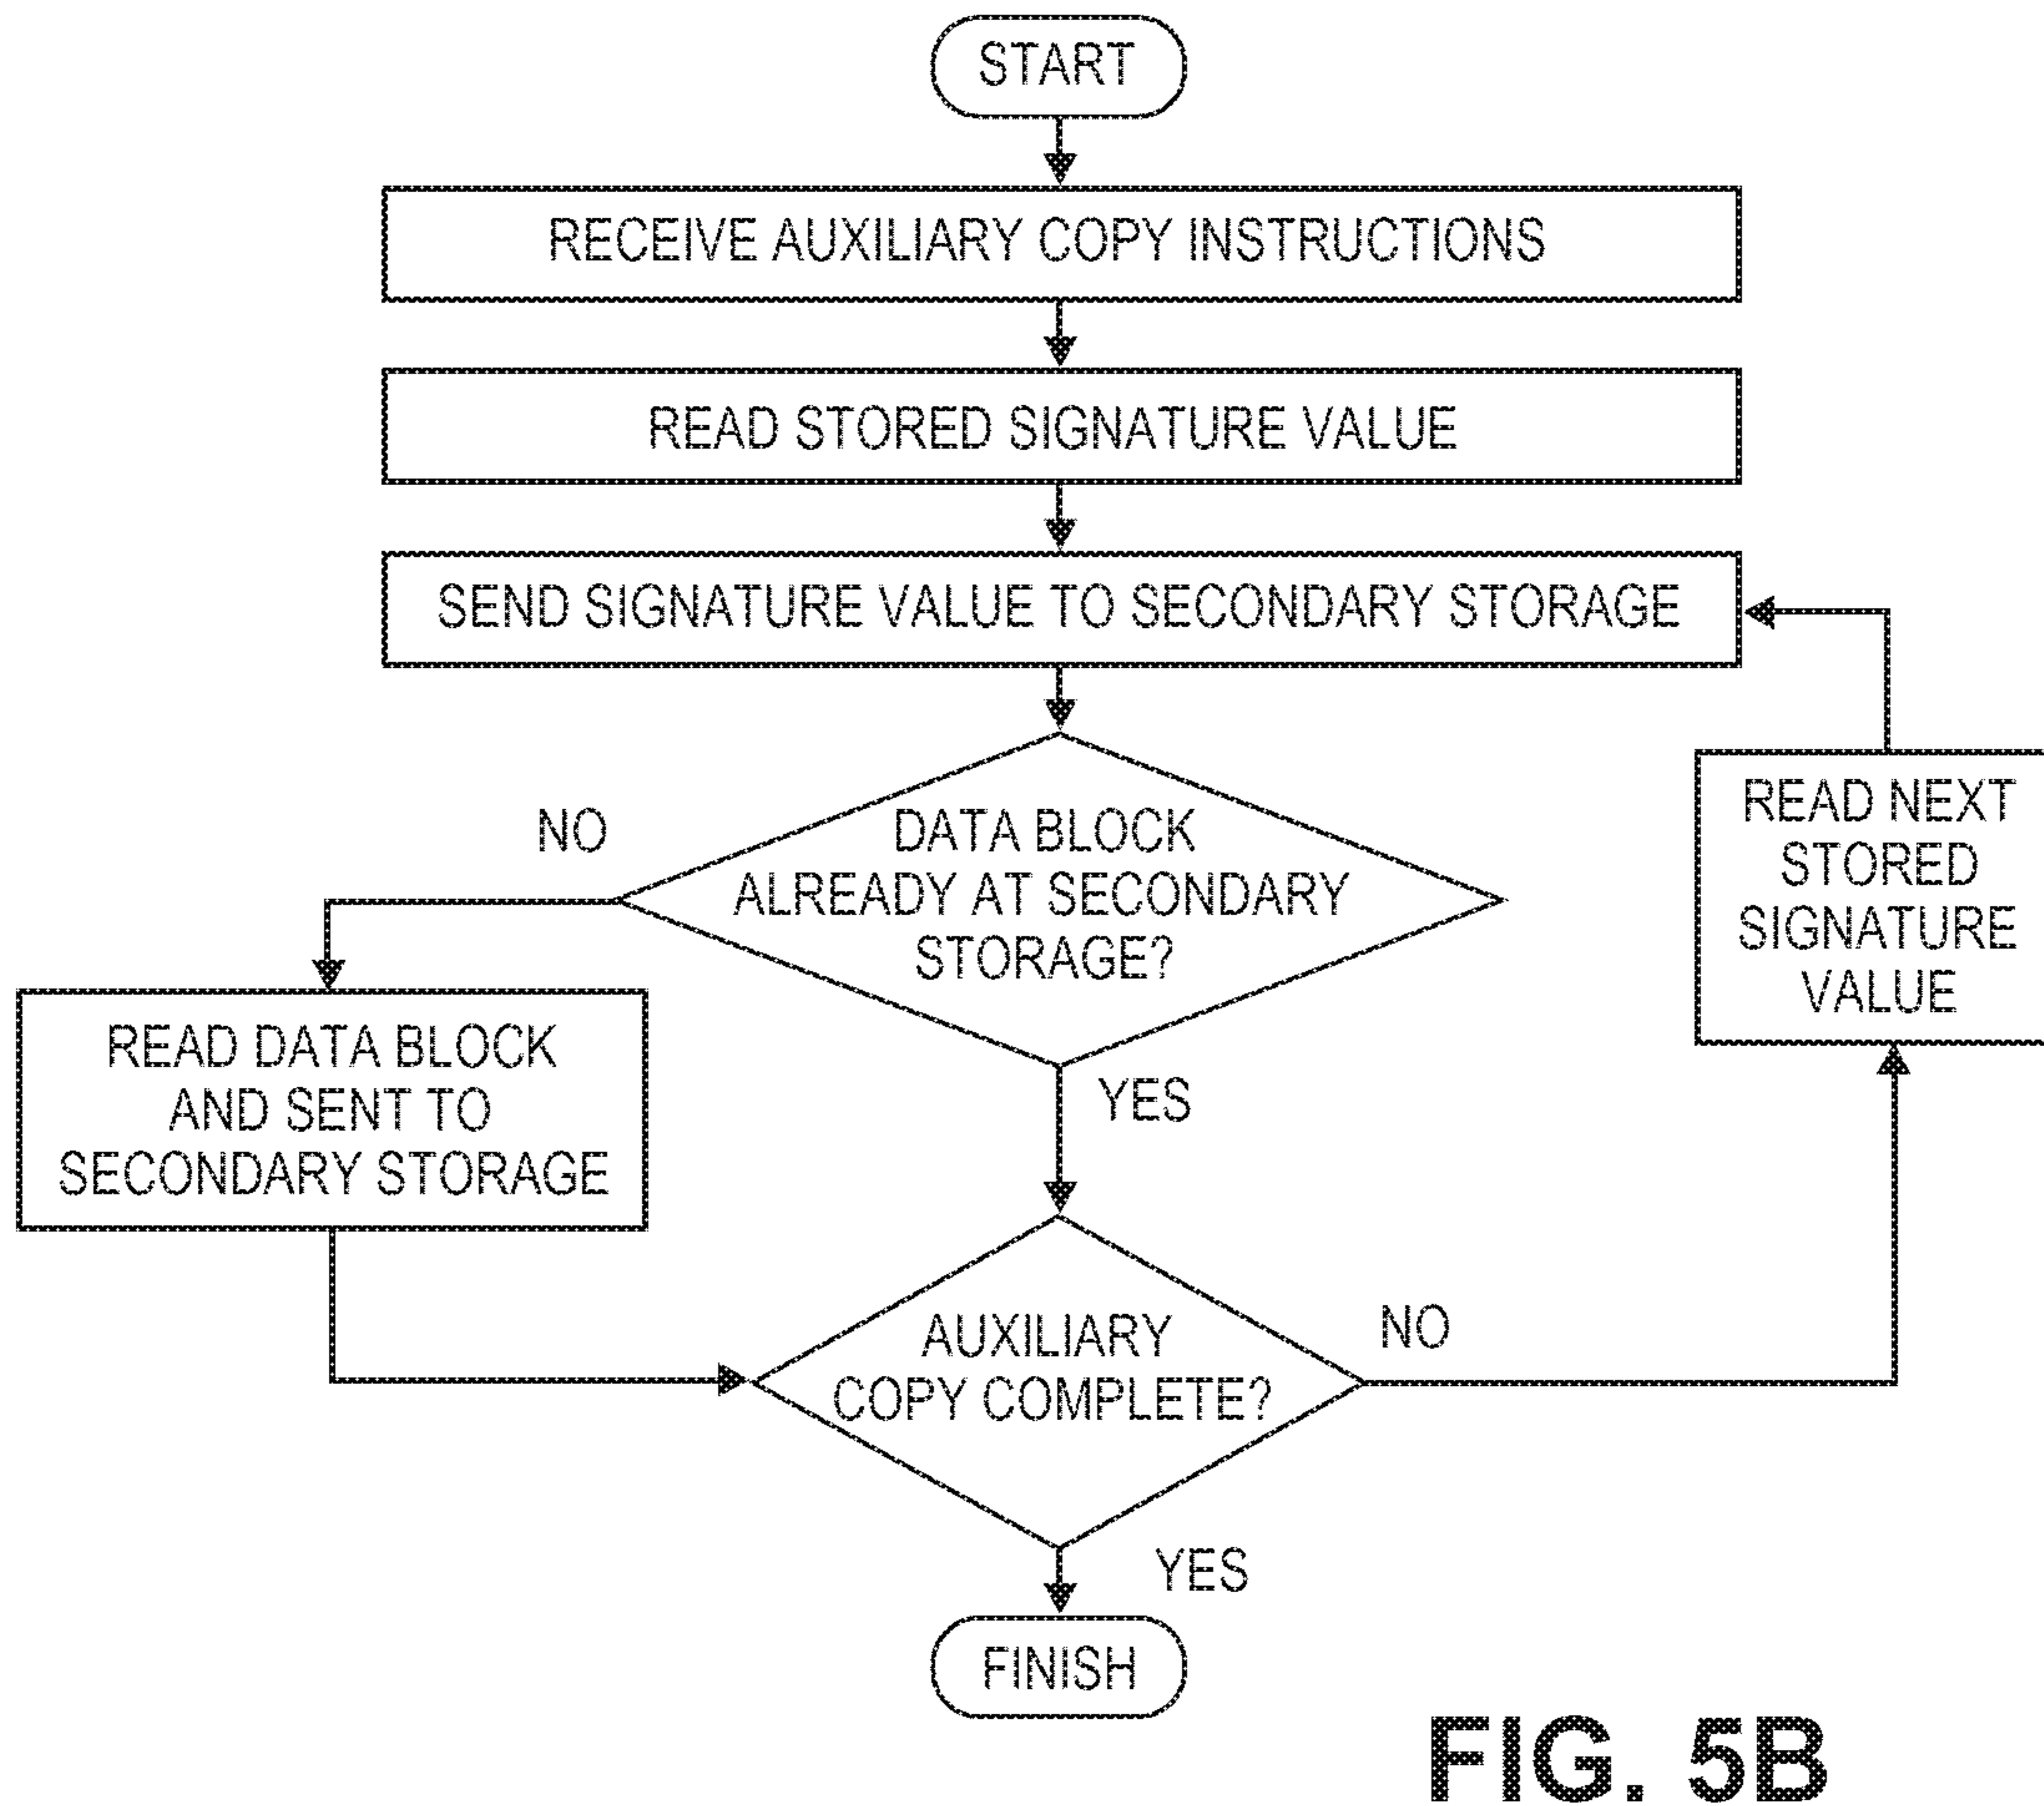 START
RECEIVE AUXILIARY COPY INSTRUCTIONS
READ STORED SIGNATURE VALUE
SEND SIGNATURE VALUE TO SECONDARY STORAGE
NO
DATA BLOCK
ALREADY AT SECONDARY
STORAGE?
READ NEXT
STORED
SIGNATURE
VALUE
READ DATA BLOCK
AND SENT TO
SECONDARY STORAGE
YES
AUXILIARY
COPY COMPLETE?
NO
YES
FINISH
FIG. 5B